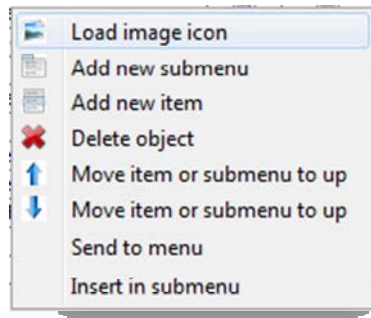 Load image icon
Add new submenu
Add new item
Delete object
Move item or submenu to up
Move item or submenu to up
Send to menu
Insert in submenu